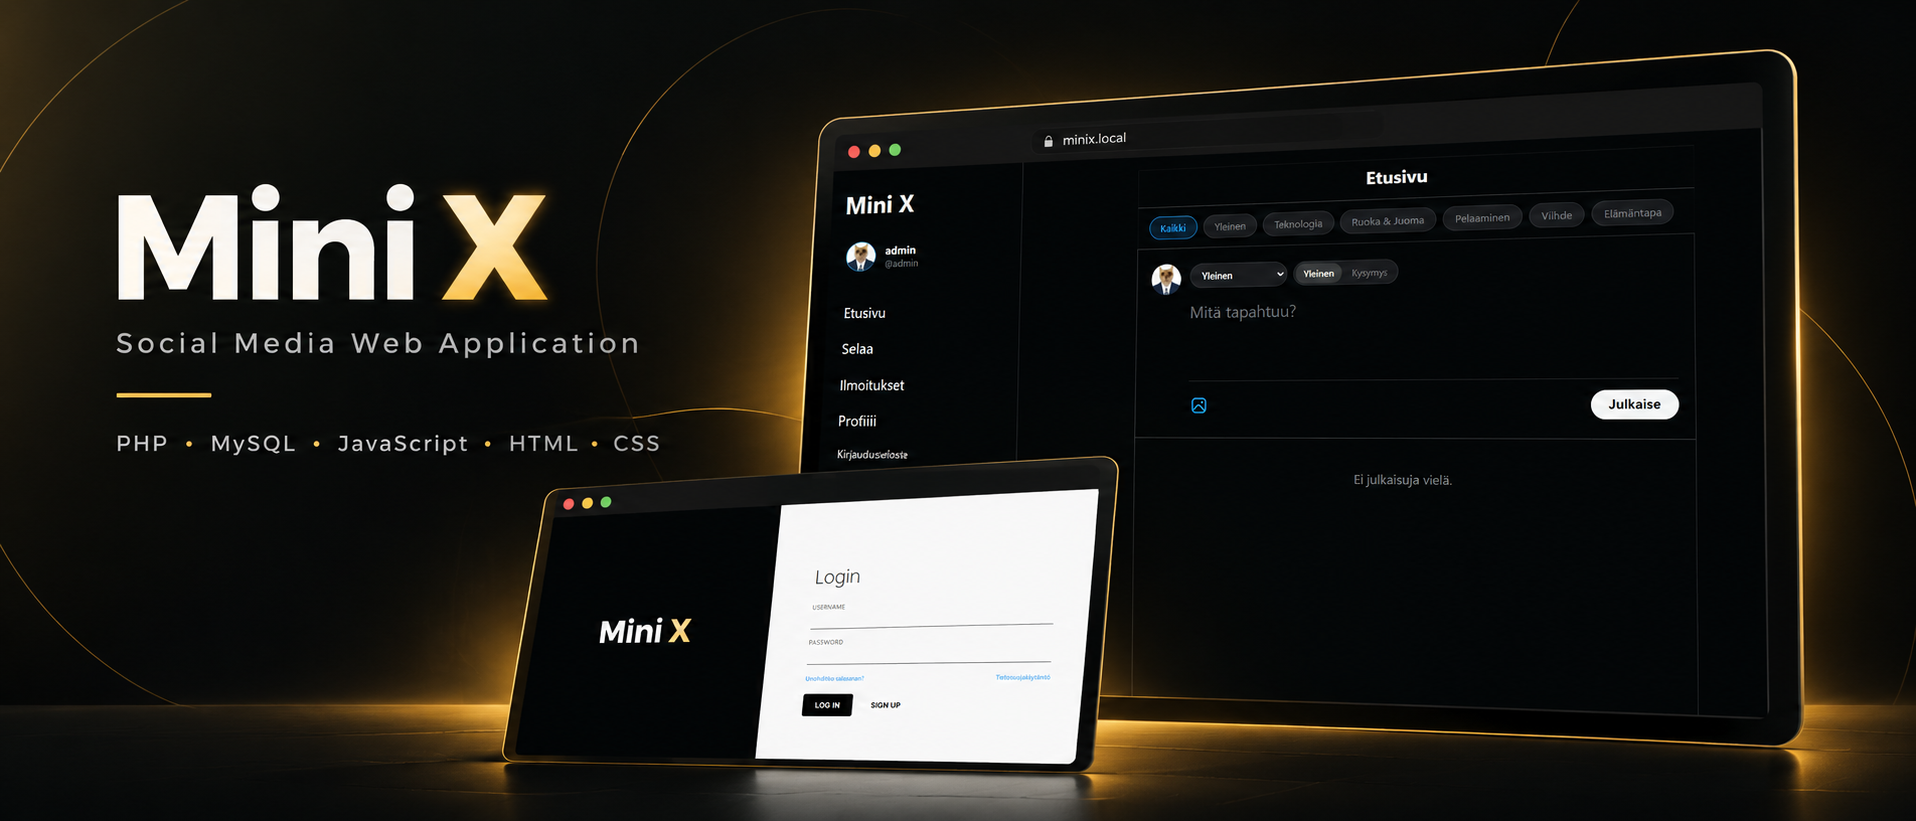 Mini X
Social Media Web Application
PHP • MySQL • JavaScript • HTML • CSS
minix.local
Mini X
admin
@admin
Etusivu
Selaa
Ilmoitukset
Profiiii
Etusivu
Kaikki Yleinen Teknologia Ruoka & Juoma Pelaaminen Viihde Elämäntapa
Yleinen Yleinen Kysymys
Mitä tapahtuu?
Julkaise
Ei julkaisuja vielä.
Mini X
Login
USERNAME
PASSWORD
LOG IN SIGN UP